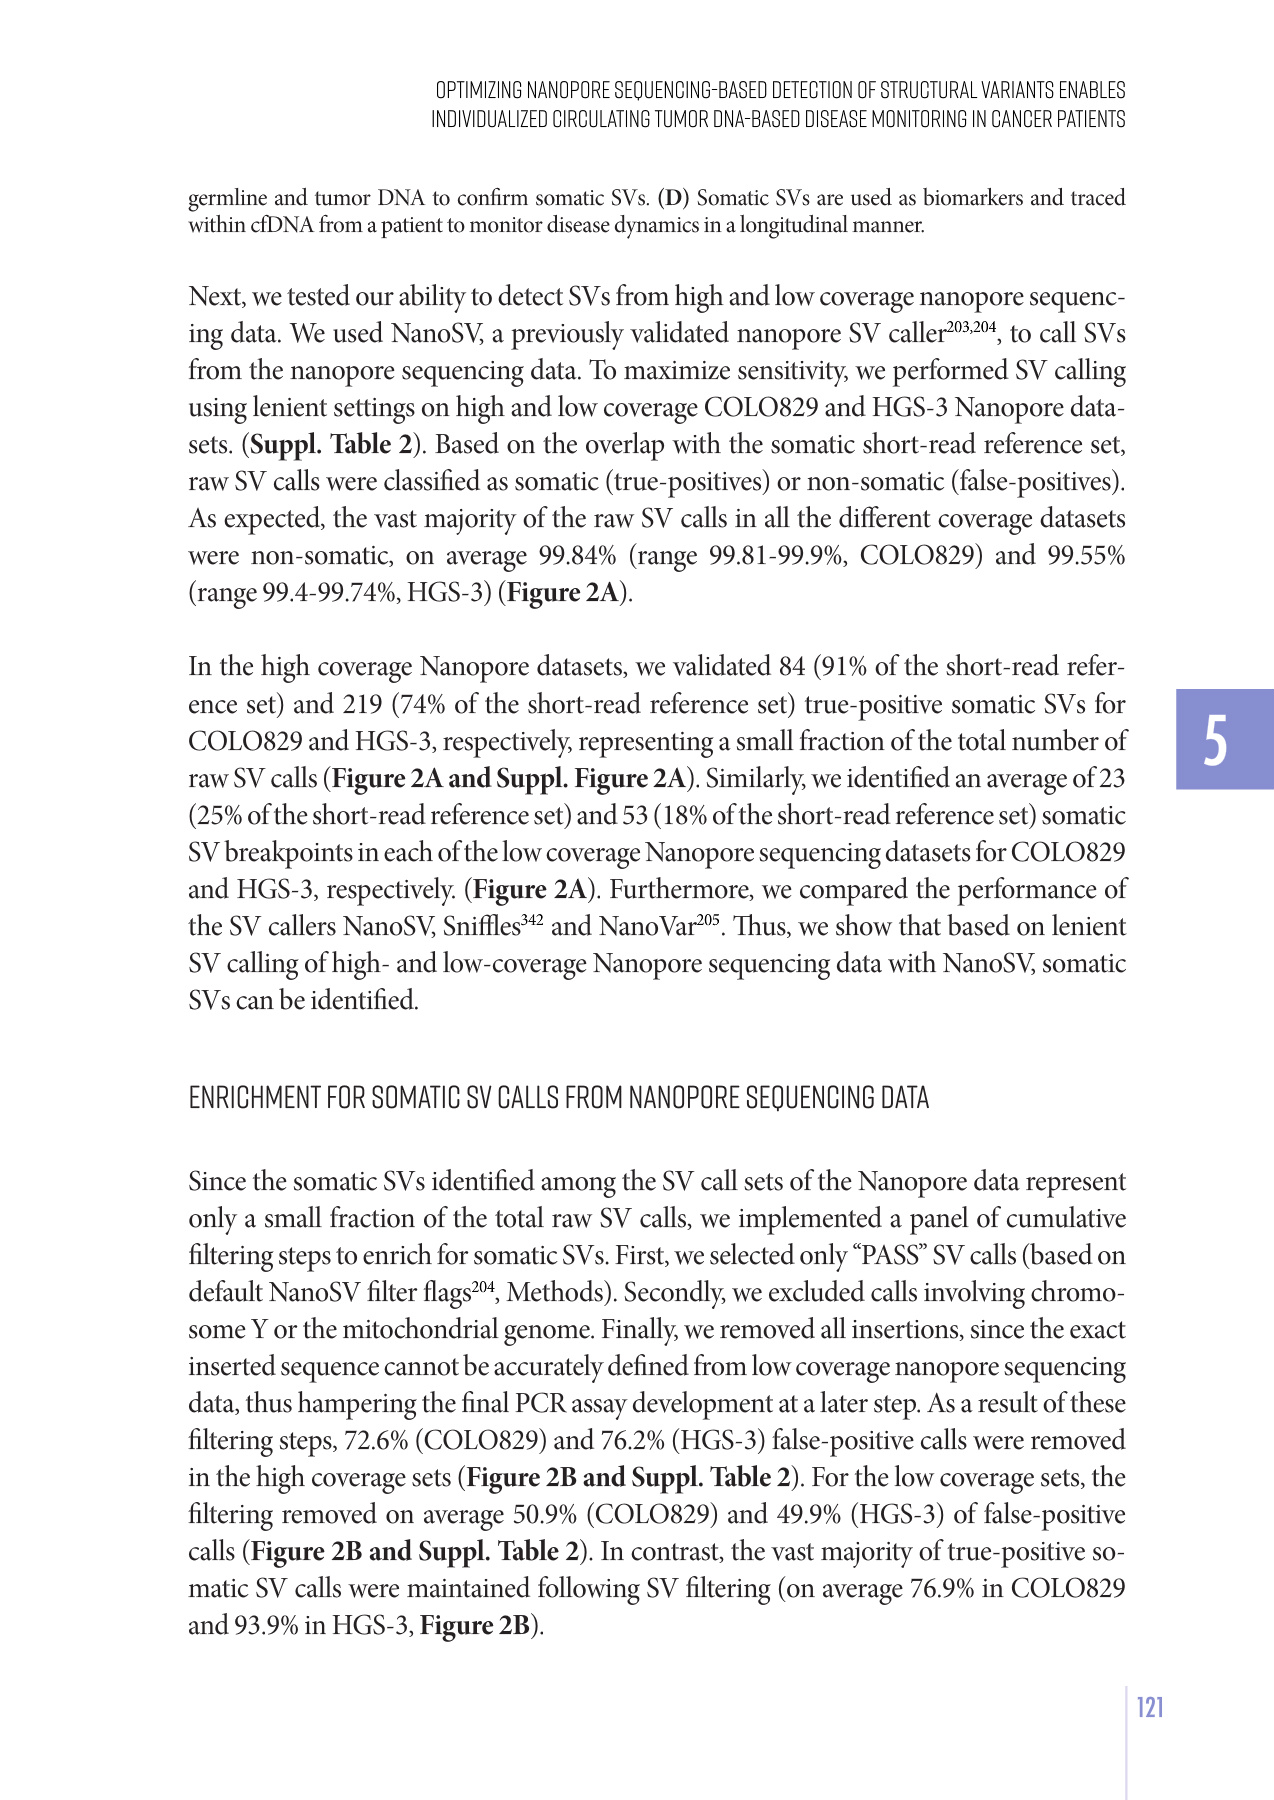 OPTIMIZING NANOPORE SEQUENCING-BASED DETECTION OF STRUCTURAL VARIANTS ENABLES
INDIVIDUALIZED CIRCULATING TUMOR DNA-BASED DISEASE MONITORING IN CANCER PATIENTS
germline and tumor DNA to confirm somatic SVs. (D) Somatic SVs are used as biomarkers and traced
within cfDNA from a patient to monitor disease dynamics in a longitudinal manner.
Next, we tested our ability to detect SVs from high and low coverage nanopore sequenc-
ing data. We used NanoSV, a previously validated nanopore SV caller203,204, to call SVs
from the nanopore sequencing data. To maximize sensitivity, we performed SV calling
using lenient settings on high and low coverage COLO829 and HGS-3 Nanopore data-
sets. (Suppl. Table 2). Based on the overlap with the somatic short-read reference set,
raw SV calls were classified as somatic (true-positives) or non-somatic (false-positives).
As expected, the vast majority of the raw SV calls in all the different coverage datasets
were non-somatic, on average 99.84% (range 99.81-99.9%, COLO829) and 99.55%
(range 99.4-99.74%, HGS-3) (Figure 2A).
In the high coverage Nanopore datasets, we validated 84 (91% of the short-read refer-
ence set) and 219 (74% of the short-read reference set) true-positive somatic SVs for
COLO829 and HGS-3, respectively, representing a small fraction of the total number of
raw SV calls (Figure 2A and Suppl. Figure 2A). Similarly, we identified an average of 23
(25% of the short-read reference set) and 53 (18% of the short-read reference set) somatic
SV breakpoints in each of the low coverage Nanopore sequencing datasets for COLO829
and HGS-3, respectively. (Figure 2A). Furthermore, we compared the performance of
the SV callers NanoSV, Sniffles342 and NanoVar205. Thus, we show that based on lenient
SV calling of high- and low-coverage Nanopore sequencing data with NanoSV, somatic
SVs can be identified.
5
ENRICHMENT FOR SOMATIC SV CALLS FROM NANOPORE SEQUENCING DATA
Since the somatic SVs identified among the SV call sets of the Nanopore data represent
only a small fraction of the total raw SV calls, we implemented a panel of cumulative
filtering steps to enrich for somatic SVs. First, we selected only “PASS” SV calls (based on
default NanoSV filter flags204, Methods). Secondly, we excluded calls involving chromo-
some Y or the mitochondrial genome. Finally, we removed all insertions, since the exact
inserted sequence cannot be accurately defined from low coverage nanopore sequencing
data, thus hampering the final PCR assay development at a later step. As a result of these
filtering steps, 72.6% (COLO829) and 76.2% (HGS-3) false-positive calls were removed
in the high coverage sets (Figure 2B and Suppl. Table 2). For the low coverage sets, the
filtering removed on average 50.9% (COLO829) and 49.9% (HGS-3) of false-positive
calls (Figure 2B and Suppl. Table 2). In contrast, the vast majority of true-positive so-
matic SV calls were maintained following SV filtering (on average 76.9% in COLO829
and 93.9% in HGS-3, Figure 2B).
121